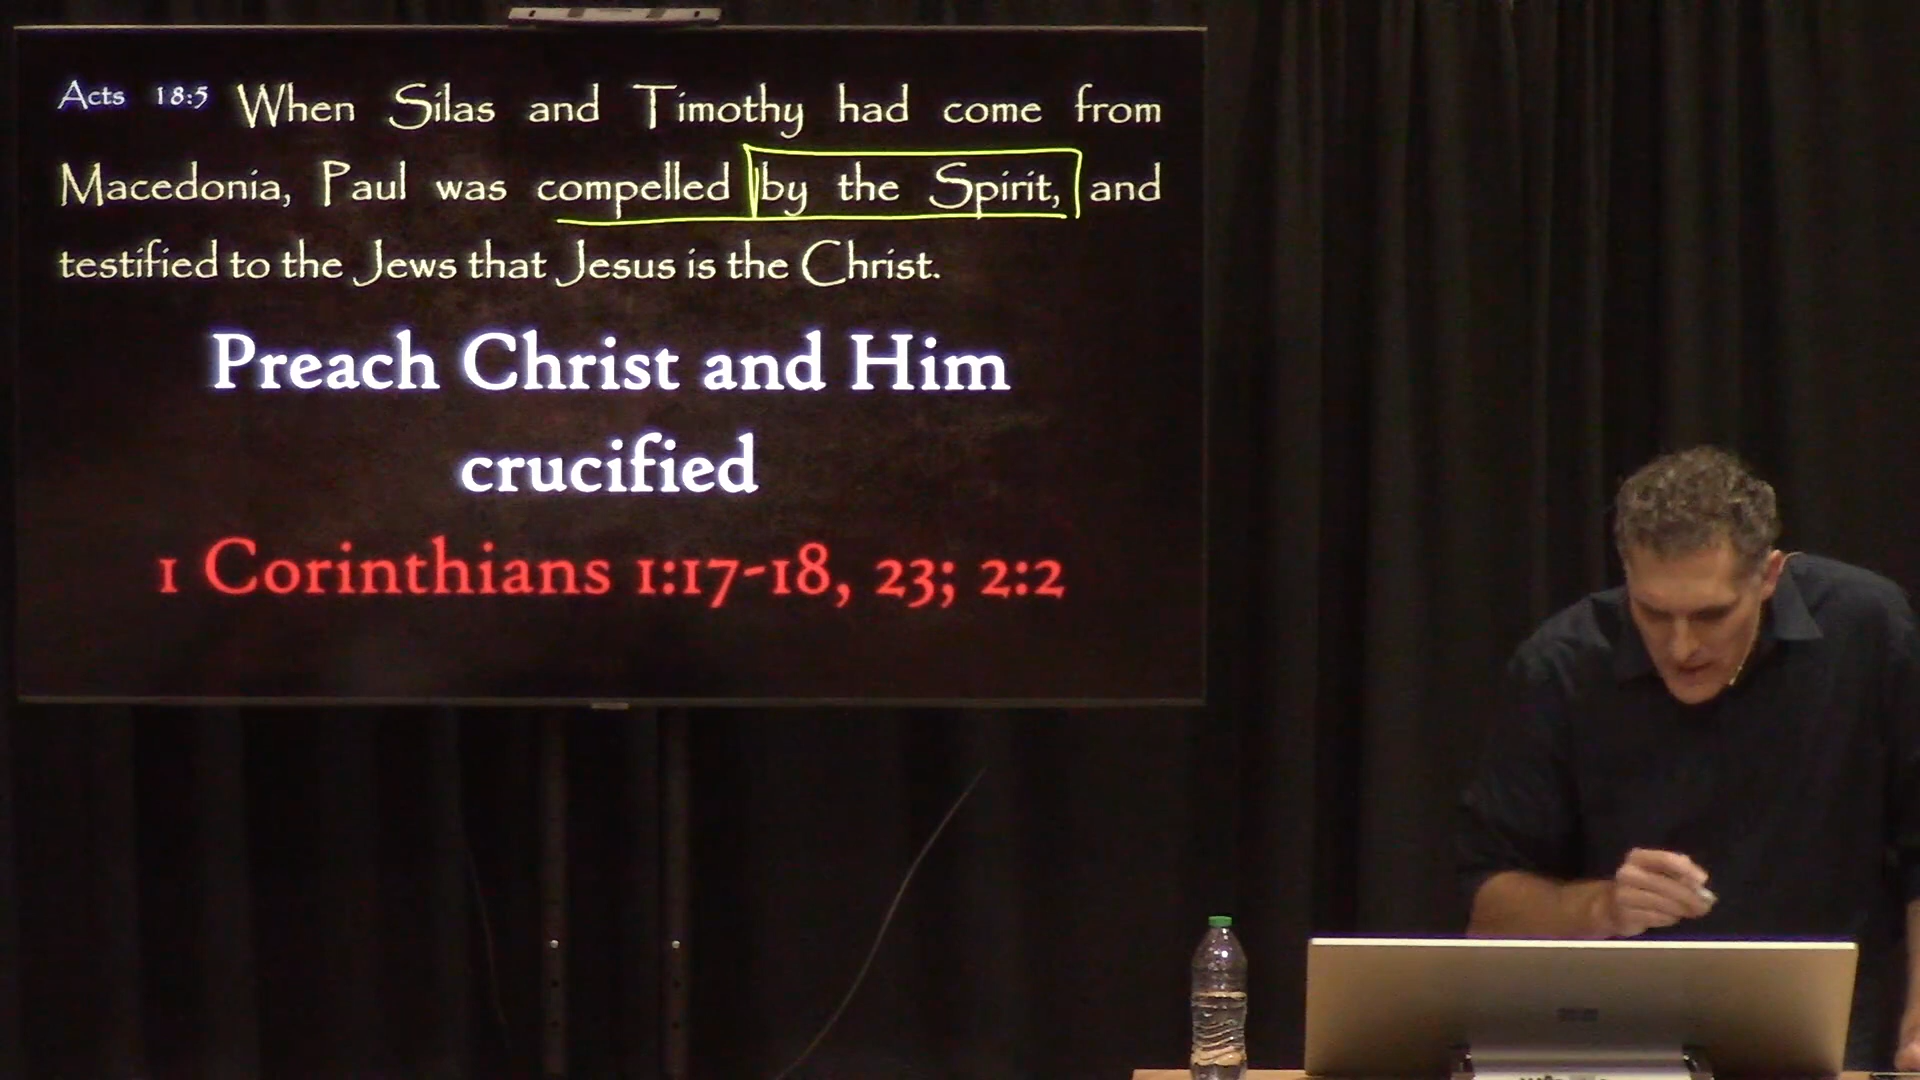 Acts 18:5 When Silas and Timothy had come from
Macedonia, Paul was compelled by the Spirit, and
testified to the Jews that Jesus is the Christ.
Preach Christ and Him
crucified
1 Corinthians 1:17-18, 23; 2:2